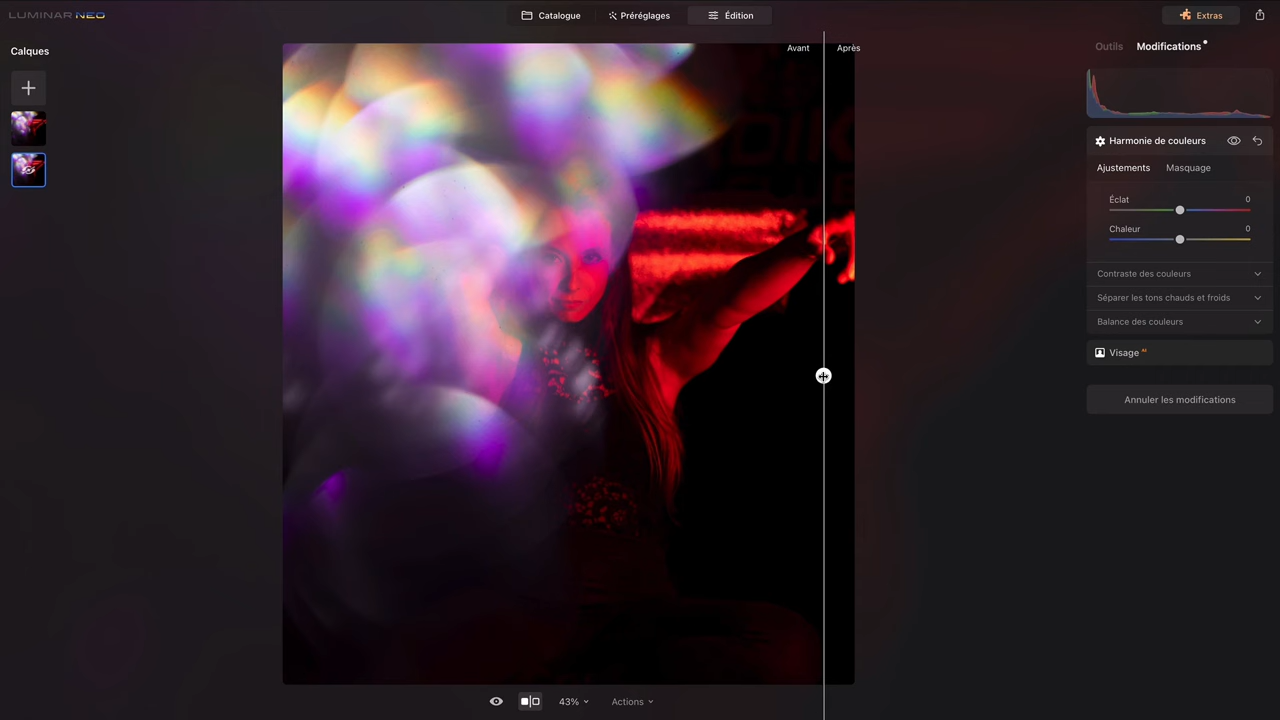 LUMINAR NEO
Catalogue
Préréglages
Édition
Extras
Calques
Avant
Après
Outils
Modifications
Harmonie de couleurs
Ajustements
Masquage
Éclat
0
Chaleur
0
Contraste des couleurs
Séparer les tons chauds et froids
Balance des couleurs
Visage AI
Annuler les modifications
43%
Actions